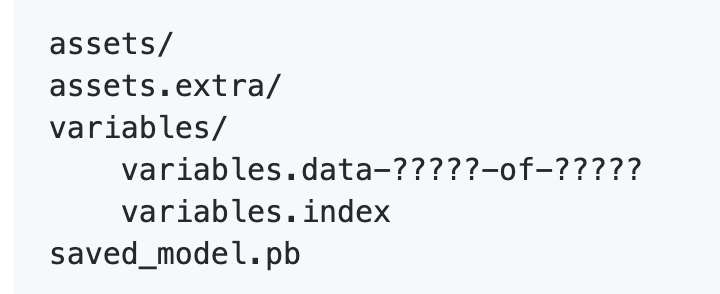 assets/
assets.extra/
variables/
    variables.data-?????-of-?????
    variables.index
saved_model.pb